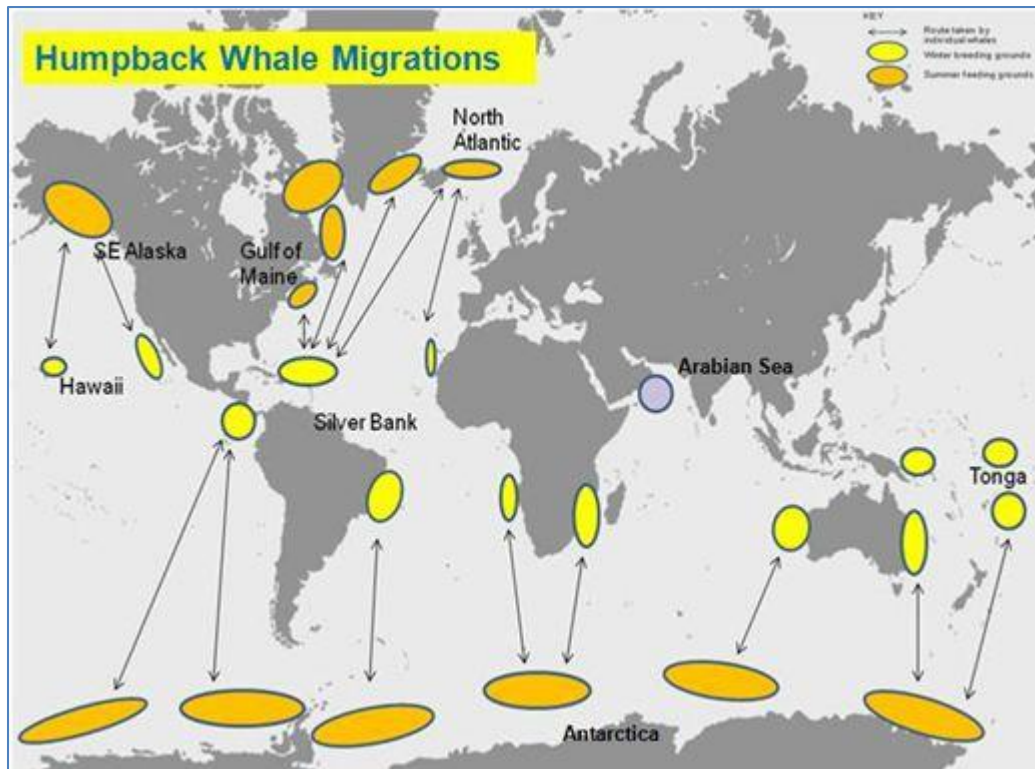 Humpback Whale Migrations
KEY
Route taken by
individual whales
Winter breeding grounds
Summer feeding grounds
North
Atlantic
SE Alaska
Gulf of
Maine
Hawaii
Arabian Sea
Silver Bank
Tonga
Antarctica